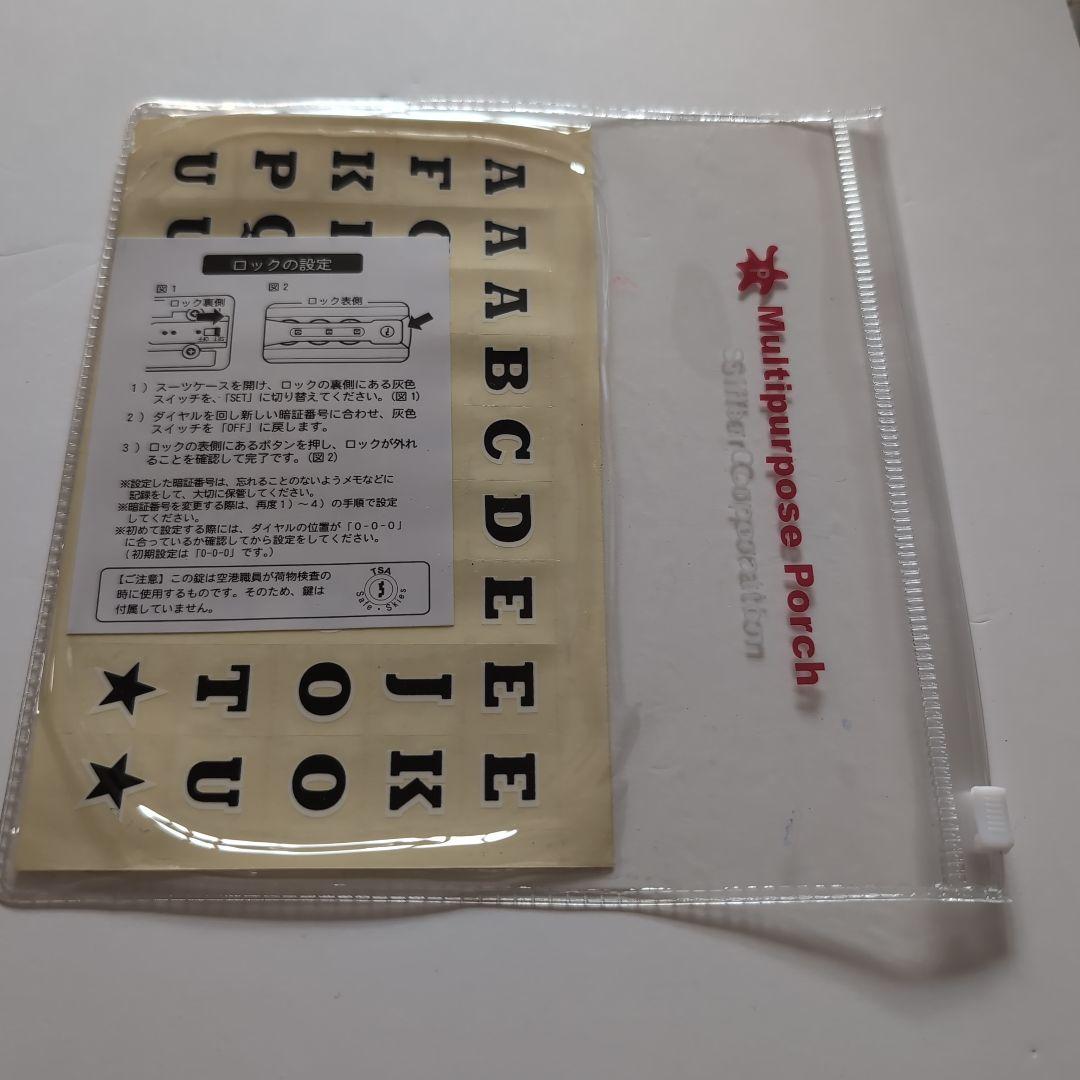 U P K F A
U Q K A
A
B
C
D
E
★ T O J E
★ U O K E
ロックの設定
図1
ロック裏側
SET OFF
図2
ロック表側
1）スーツケースを開け、ロックの裏側にある灰色
スイッチを、「SET」に切り替えてください。（図1）
2）ダイヤルを回し新しい暗証番号に合わせ、灰色
スイッチを「OFF」に戻します。
3）ロックの表側にあるボタンを押し、ロックが外れ
ることを確認して完了です。（図2）
※設定した暗証番号は、忘れることのないようメモなどに
記録をして、大切に保管してください。
※暗証番号を変更する際は、再度1）～4）の手順で設定
してください。
※初めて設定する際には、ダイヤルの位置が「0-0-0」
に合っているか確認してから設定をしてください。
（初期設定は「0-0-0」です。）
【ご注意】この錠は空港職員が荷物検査の
時に使用するものです。そのため、鍵は
付属していません。
TSA
Safe・Skies
P
Multipurpose Porch